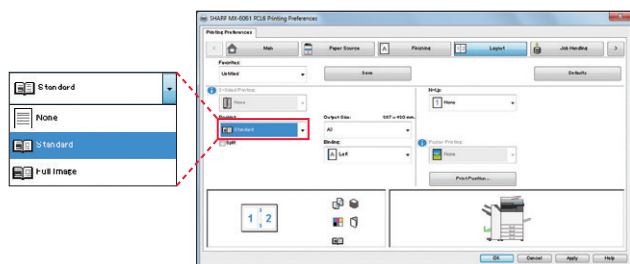 SHARP MX-6061 PCL6 Printing Preferences
Printing Preferences
Main
Paper Source
Finishing
Layout
Job Handling
Favorites:
Untitled
Save
Defaults
2-Sided Printing:
None
N-Up:
1 None
Booklet:
Standard
Split
Output Size:
Binding:
A Left
Poster Printing:
None
Print Position...
1 2
OK
Cancel
Apply
Help
Standard
None
Standard
Full Image